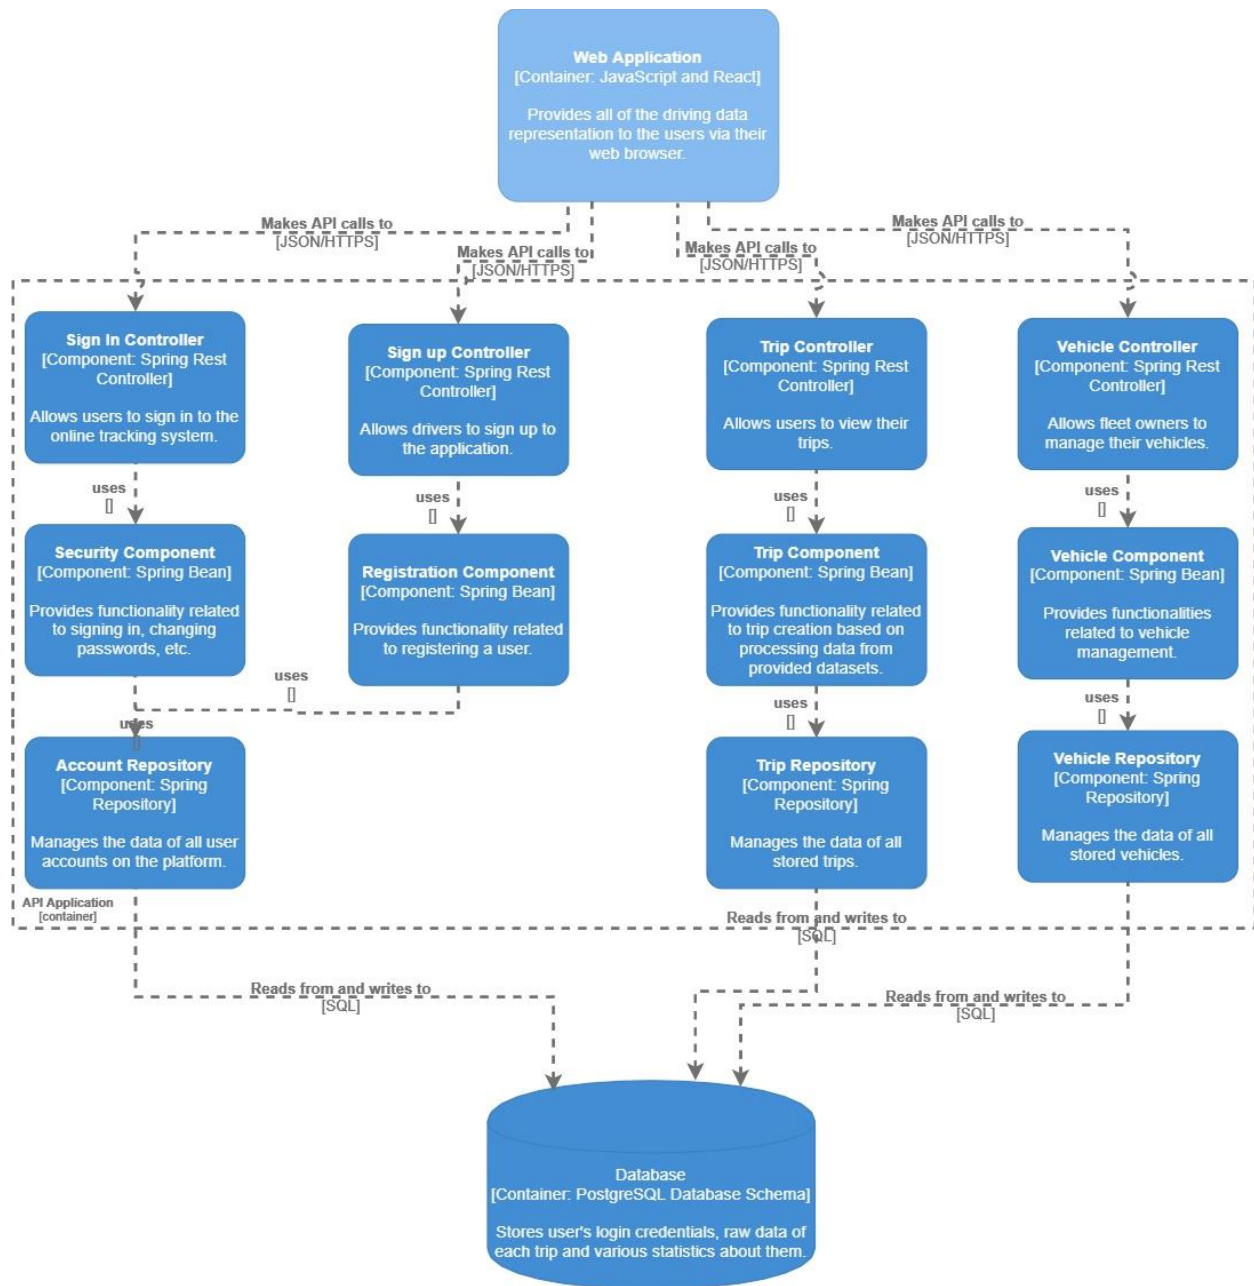 Web Application
[Container: JavaScript and React]
Provides all of the driving data
representation to the users via their
web browser.
Makes API calls to
[JSON/HTTPS]
Makes API calls to
[JSON/HTTPS]
Makes API calls to
[JSON/HTTPS]
Makes API calls to
[JSON/HTTPS]
Sign In Controller
[Component: Spring Rest
Controller]
Allows users to sign in to the
online tracking system.
Sign up Controller
[Component: Spring Rest
Controller]
Allows drivers to sign up to
the application.
Trip Controller
[Component: Spring Rest
Controller]
Allows users to view their
trips.
Vehicle Controller
[Component: Spring Rest
Controller]
Allows fleet owners to
manage their vehicles.
uses
[]
uses
[]
uses
[]
uses
[]
Security Component
[Component: Spring Bean]
Provides functionality related
to signing in, changing
passwords, etc.
Registration Component
[Component: Spring Bean]
Provides functionality related
to registering a user.
Trip Component
[Component: Spring Bean]
Provides functionality related
to trip creation based on
processing data from
provided datasets.
Vehicle Component
[Component: Spring Bean]
Provides functionalities
related to vehicle
management.
uses
[]
uses
[]
uses
[]
uses
[]
Account Repository
[Component: Spring
Repository]
Manages the data of all user
accounts on the platform.
Trip Repository
[Component: Spring
Repository]
Manages the data of all
stored trips.
Vehicle Repository
[Component: Spring
Repository]
Manages the data of all
stored vehicles.
API Application
[container]
Reads from and writes to
[SQL]
Reads from and writes to
[SQL]
Reads from and writes to
[SQL]
Database
[Container: PostgreSQL Database Schema]
Stores user's login credentials, raw data of
each trip and various statistics about them.